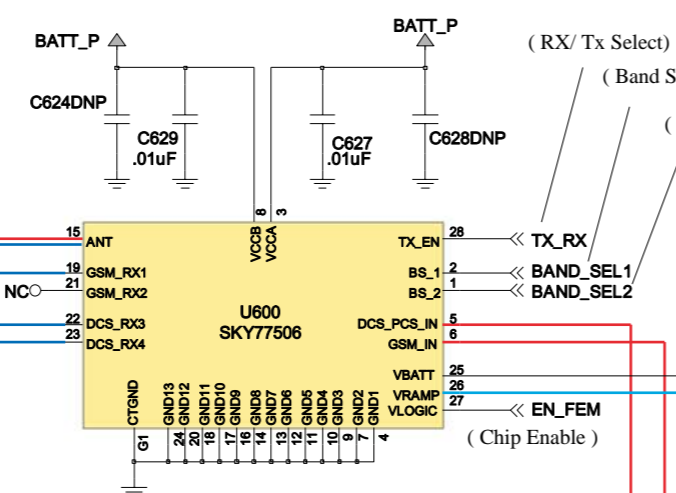 BATT_P
BATT_P
( RX/ Tx Select)
( Band S
(
C624DNP
C629
.01uF
C627
.01uF
C628DNP
8
3
VCCB
VCCA
15
ANT
TX_EN
28
TX_RX
19
GSM_RX1
BS_1
2
BAND_SEL1
NC
21
GSM_RX2
BS_2
1
BAND_SEL2
U600
SKY77506
22
DCS_RX3
DCS_PCS_IN
5
23
DCS_RX4
GSM_IN
6
VBATT
25
VRAMP
26
VLOGIC
27
EN_FEM
( Chip Enable )
CTGND
GND13
GND12
GND11
GND10
GND9
GND8
GND7
GND6
GND5
GND4
GND3
GND2
GND1
G1
24
20
18
17
16
14
13
12
11
10
9
7
4